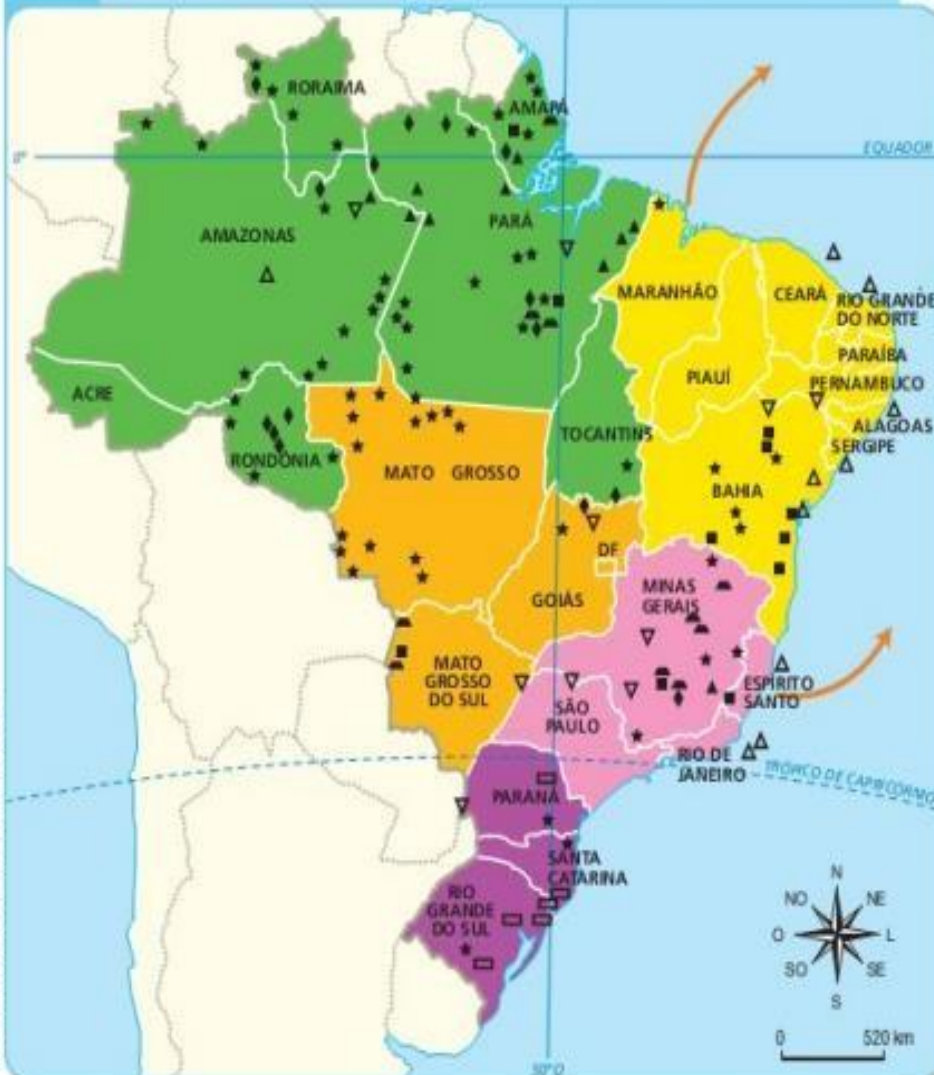 RORAIMA
AMAPÁ
0°
EQUADOR
AMAZONAS
PARÁ
MARANHÃO
CEARÁ
RIO GRANDE
DO NORTE
PARAÍBA
PIAUÍ
PERNAMBUCO
ACRE
ALAGOAS
TOCANTINS
SERGIPE
RONDÔNIA
MATO GROSSO
BAHIA
DF
GOIÁS
MINAS
GERAIS
MATO
GROSSO
DO SUL
ESPÍRITO
SANTO
SÃO
PAULO
RIO DE
JANEIRO
TRÓPICO DE CAPRICÓRNIO
PARANÁ
SANTA
CATARINA
RIO
GRANDE
DO SUL
N
NO
NE
O
L
SO
SE
S
0
520 km
50°O